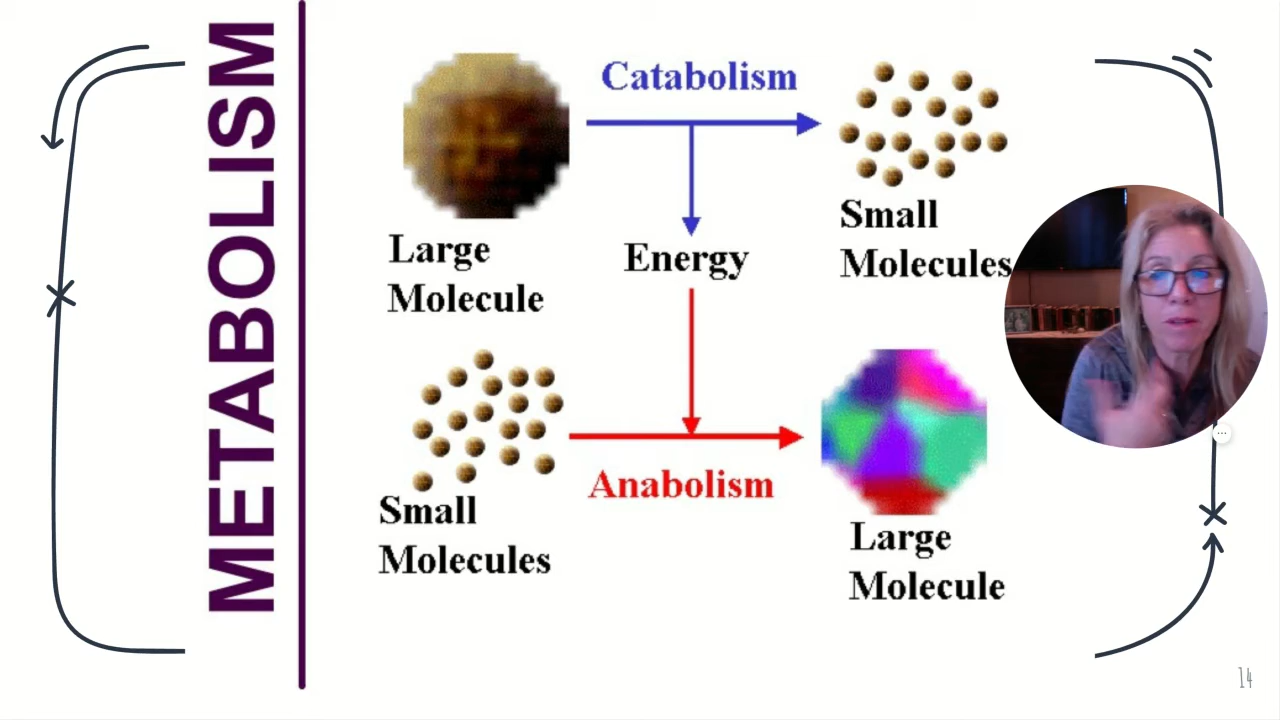 METABOLISM
Catabolism
Large
Molecule
Energy
Small
Molecules
Small
Molecules
Anabolism
Large
Molecule
14